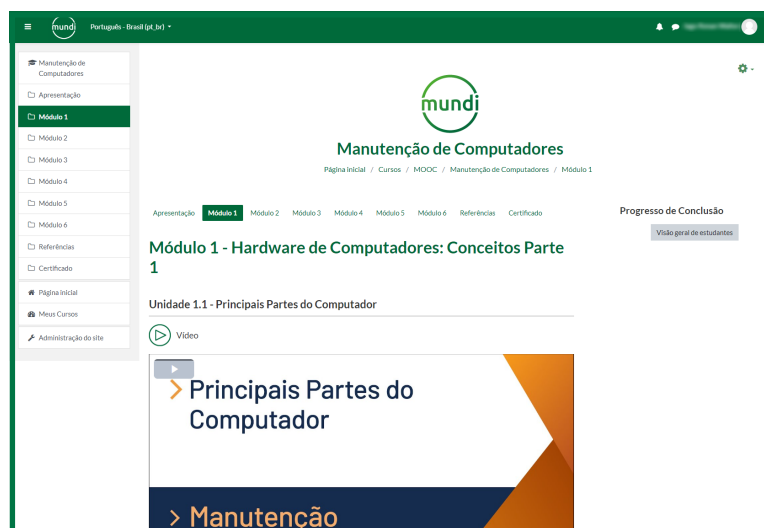 mundi
Português - Brasil (pt_br)
Manutenção de
Computadores
Apresentação
Módulo 1
Módulo 2
Módulo 3
Módulo 4
Módulo 5
Módulo 6
Referências
Certificado
Página inicial
Meus Cursos
Administração do site
mundi
Manutenção de Computadores
Página inicial / Cursos / MOOC / Manutenção de Computadores / Módulo 1
Apresentação Módulo 1 Módulo 2 Módulo 3 Módulo 4 Módulo 5 Módulo 6 Referências Certificado
Módulo 1 - Hardware de Computadores: Conceitos Parte
1
Unidade 1.1 - Principais Partes do Computador
Vídeo
> Principais Partes do
Computador
> Manutenção
Progresso de Conclusão
Visão geral de estudantes